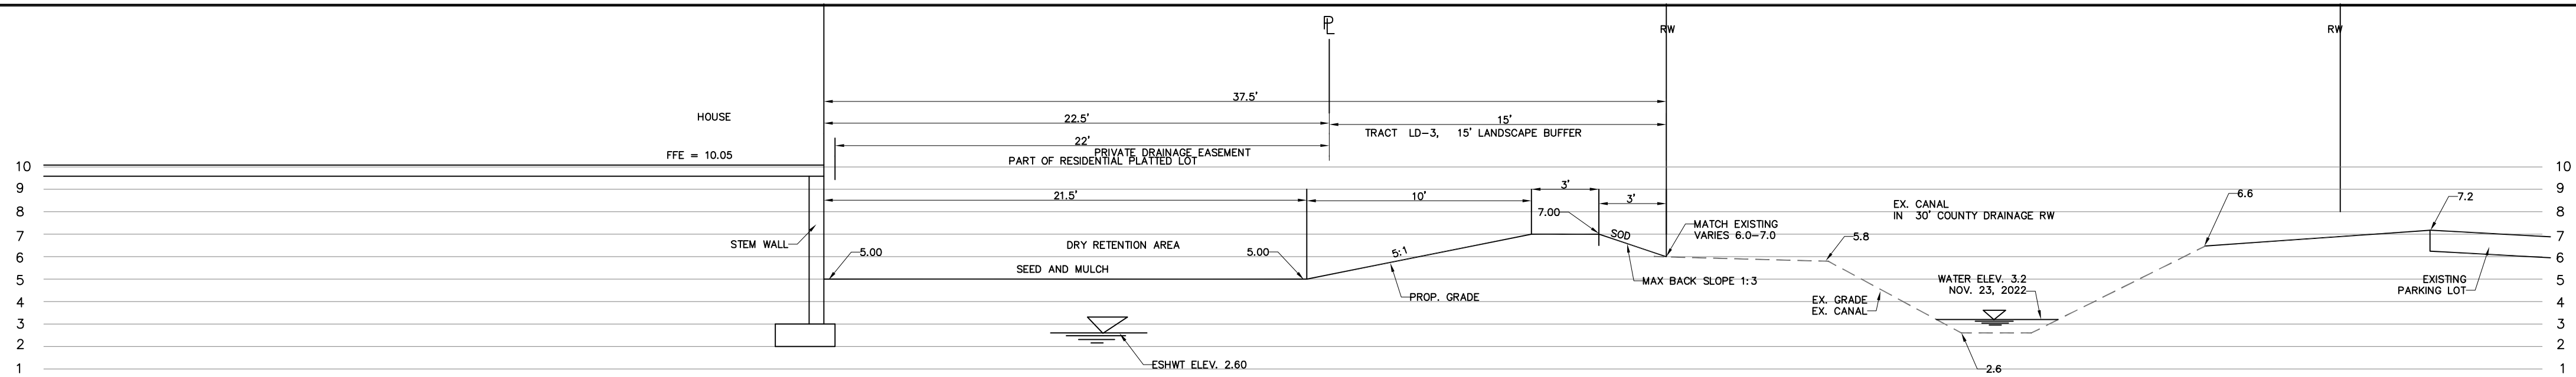 PL
RW
RW
37.5'
HOUSE
22.5'
15'
TRACT LD-3, 15' LANDSCAPE BUFFER
22'
PRIVATE DRAINAGE EASEMENT
PART OF RESIDENTIAL PLATTED LOT
FFE = 10.05
10
10
9
9
8
8
7
7
6
6
5
5
4
4
3
3
2
2
1
1
21.5'
10'
3'
3'
7.00
6.6
7.2
EX. CANAL
IN 30' COUNTY DRAINAGE RW
MATCH EXISTING
VARIES 6.0-7.0
SOD
STEM WALL
DRY RETENTION AREA
5.00
5.00
5:1
5.8
SEED AND MULCH
MAX BACK SLOPE 1:3
WATER ELEV. 3.2
NOV. 23, 2022
EXISTING
PARKING LOT
PROP. GRADE
EX. GRADE
EX. CANAL
ESHWT ELEV. 2.60
2.6